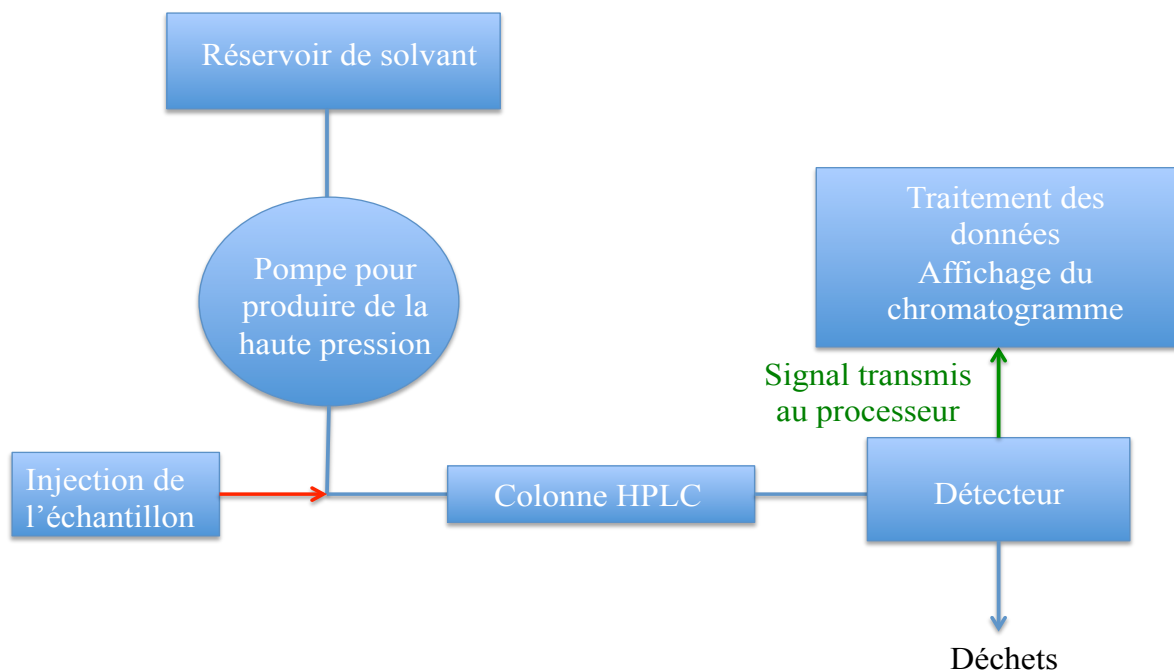 Réservoir de solvant
Pompe pour
produire de la
haute pression
Traitement des
données
Affichage du
chromatogramme
Signal transmis
au processeur
Injection de
l’échantillon
Colonne HPLC
Détecteur
Déchets